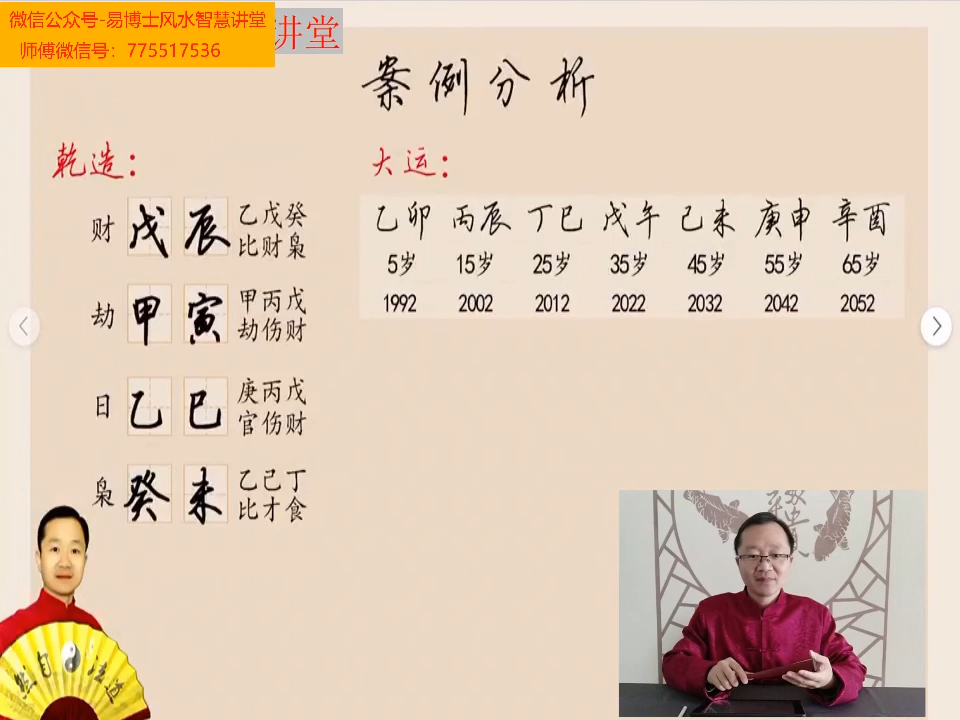 微信公众号-易博士风水智慧讲堂
师傅微信号：775517536
讲堂
案例分析
乾造：
财 戊 辰 乙戊癸
比财枭
劫 甲 寅 甲丙戊
劫伤财
日 乙 巳 庚丙戊
官伤财
枭 癸 未 乙己丁
比才食
大运：
乙卯 丙辰 丁巳 戊午 己未 庚申 辛酉
5岁 15岁 25岁 35岁 45岁 55岁 65岁
1992 2002 2012 2022 2032 2042 2052
然自法道